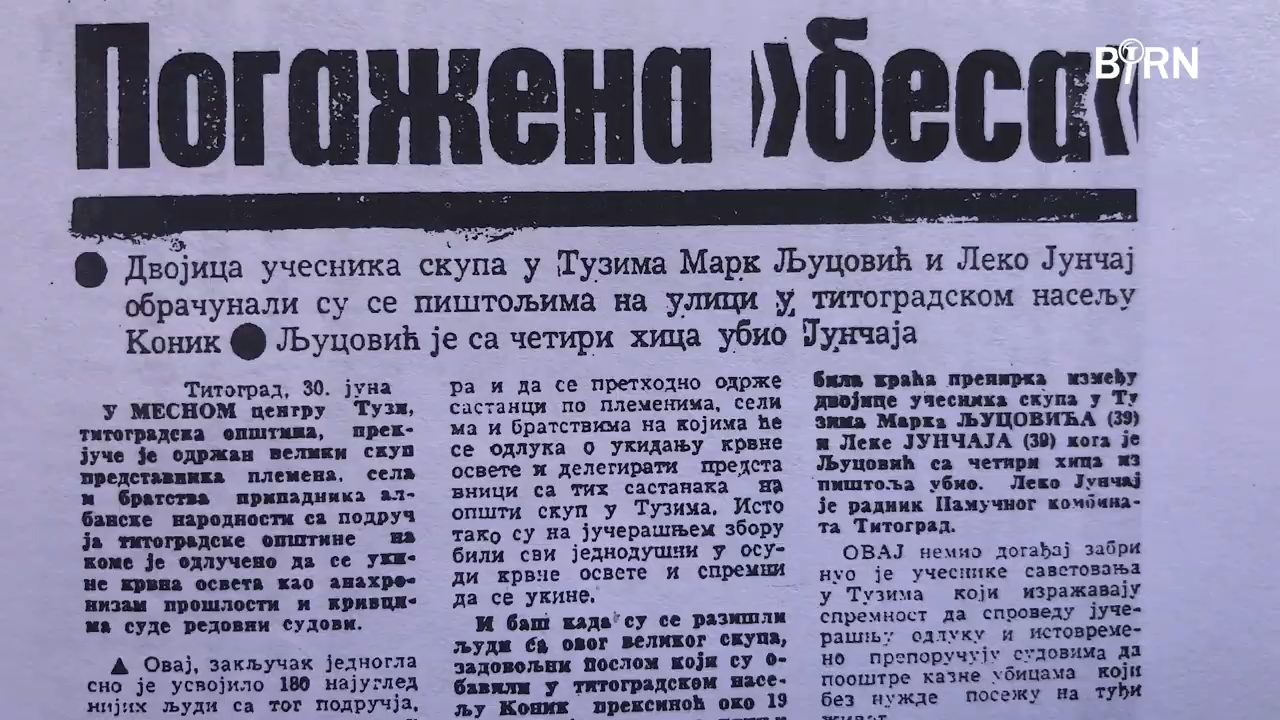 Погажена »беса«
BIRN
● Двојица учесника скупа у Тузима Марк Љуцовић и Леко Јунчај
обрачунали су се пиштољима на улици у титоградском насељу
Коник ● Љуцовић је са четири хица убио Јунчаја
Титоград, 30. јуна
У МЕСНОМ центру Тузи,
титоградска општина, прек-
јуче је одржан велики скуп
представника племена, села
и братства припадника ал-
банске народности са подруч
ја титоградске општине на
коме је одлучено да се уки-
не крвна освета као анахро-
низам прошлости и кривци-
ма суде редовни судови.
▲ Овај, закључак једногла
сно је усвојило 180 најуглед
нијих људи са тог подручја,
ра и да се претходно одрже
састанци по племенима, сели
ма и братствима на којима ће
се одлука о укидању крвне
освете и делегирати предста
вници са тих састанака на
општи скуп у Тузима. Исто
тако су на јучерашњем збору
били сви једнодушни у осу-
ди крвне освете и спремни
да се укине.
И баш када су се разишли
људи са овог великог скупа,
задовољни послом који су о-
бавили у титоградском насе-
љу Коник прексиноћ око 19
била краћа препирка између
двојице учесника скупа у Ту
зима Марка ЉУЦОВИЋА (39)
и Леке ЈУНЧАЈА (39) кога је
Љуцовић са четири хица из
пиштоља убио. Леко Јунчај
је радник Памучног комбина-
та Титоград.
ОВАЈ немио догађај забри
нуо је учеснике саветовања
у Тузима који изражавају
спремност да спроведу јуче-
рашњу одлуку и истовреме-
но препоручују судовима да
пооштре казне убицама који
без нужде посежу на туђи
живот